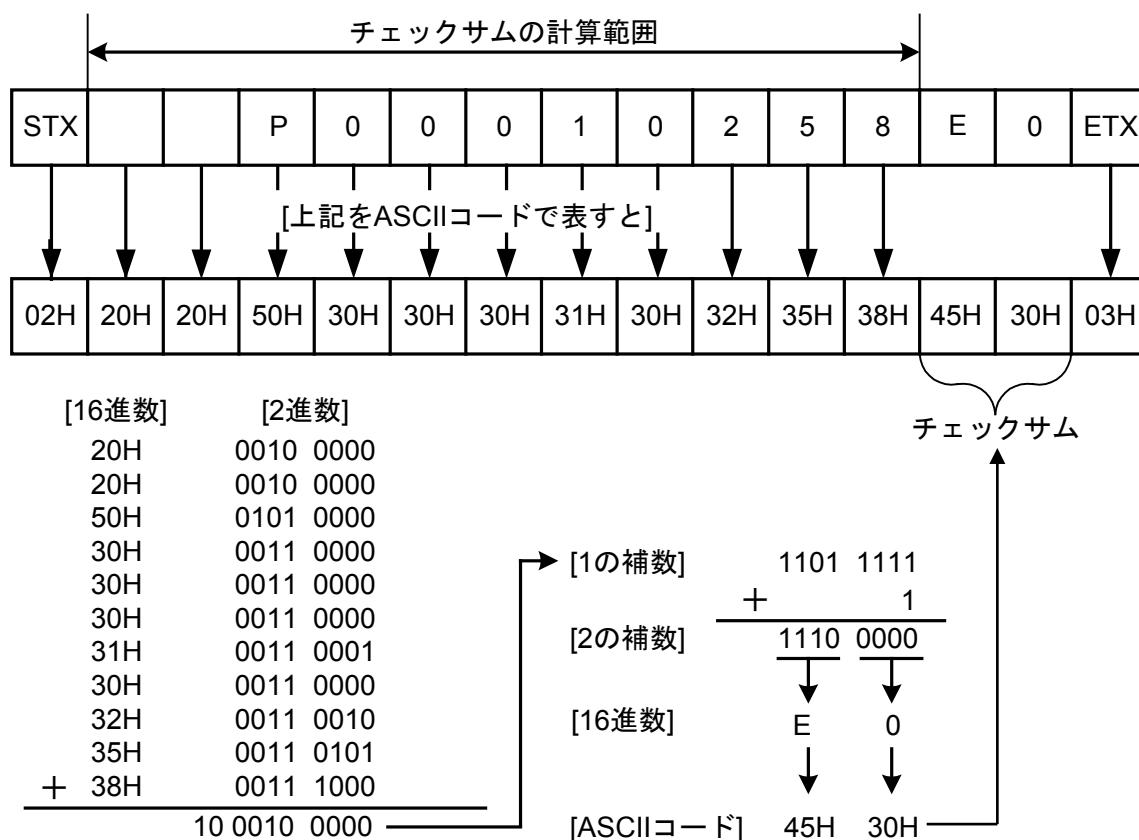 チェックサムの計算範囲
STX P 0 0 0 1 0 2 5 8 E 0 ETX
[上記をASCIIコードで表すと]
02H 20H 20H 50H 30H 30H 30H 31H 30H 32H 35H 38H 45H 30H 03H
チェックサム
[16進数] [2進数]
20H 0010 0000
20H 0010 0000
50H 0101 0000
30H 0011 0000
30H 0011 0000
30H 0011 0000
31H 0011 0001
30H 0011 0000
32H 0011 0010
35H 0011 0101
+ 38H 0011 1000
10 0010 0000
[1の補数] 1101 1111
+ 1
[2の補数] 1110 0000
[16進数] E 0
[ASCIIコード] 45H 30H